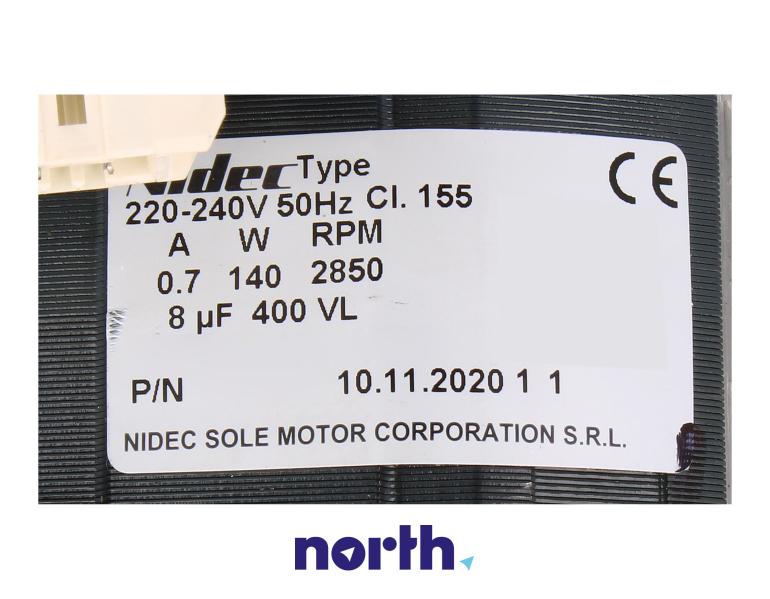 Nidec Type
220-240V 50Hz Cl. 155
CE
A W RPM
0.7 140 2850
8 µF 400 VL
P/N 10.11.2020 1 1
NIDEC SOLE MOTOR CORPORATION S.R.L.
north